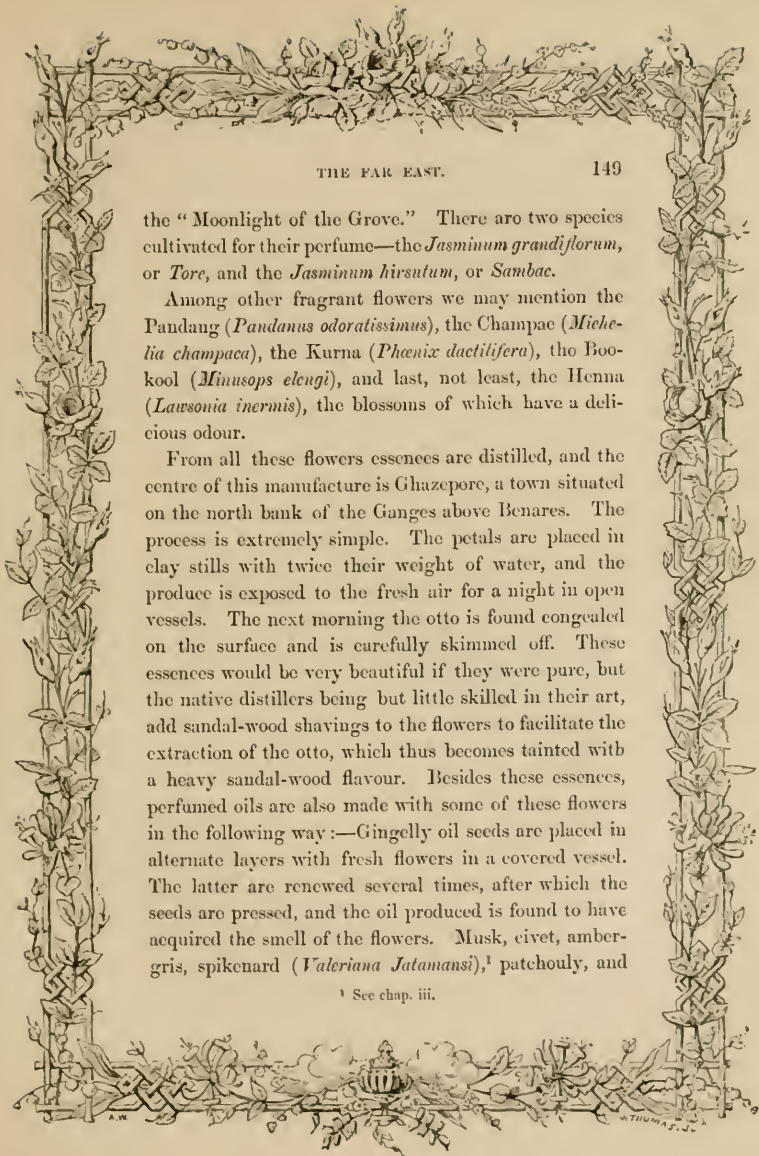 THE FAR EAST. 149
the “ Moonlight of the Grove.” There are two species
cultivated for their perfume—the Jasminum grandiflorum,
or Tore, and the Jasminum hirsutum, or Sambac.
Among other fragrant flowers we may mention the
Pandang (Pandanus odoratissimus), the Champac (Miche-
lia champaca), the Kurna (Phœnix dactilifera), the Boo-
kool (Minusops elengi), and last, not least, the Henna
(Lawsonia inermis), the blossoms of which have a deli-
cious odour.
From all these flowers essences are distilled, and the
centre of this manufacture is Ghazepore, a town situated
on the north bank of the Ganges above Benares. The
process is extremely simple. The petals are placed in
clay stills with twice their weight of water, and the
produce is exposed to the fresh air for a night in open
vessels. The next morning the otto is found congealed
on the surface and is carefully skimmed off. These
essences would be very beautiful if they were pure, but
the native distillers being but little skilled in their art,
add sandal-wood shavings to the flowers to facilitate the
extraction of the otto, which thus becomes tainted with
a heavy sandal-wood flavour. Besides these essences,
perfumed oils are also made with some of these flowers
in the following way :—Gingelly oil seeds are placed in
alternate layers with fresh flowers in a covered vessel.
The latter are renewed several times, after which the
seeds are pressed, and the oil produced is found to have
acquired the smell of the flowers. Musk, civet, amber-
gris, spikenard (Valeriana Jatamansi),¹ patchouly, and
¹ See chap. iii.
A.W. THOMAS. Sc